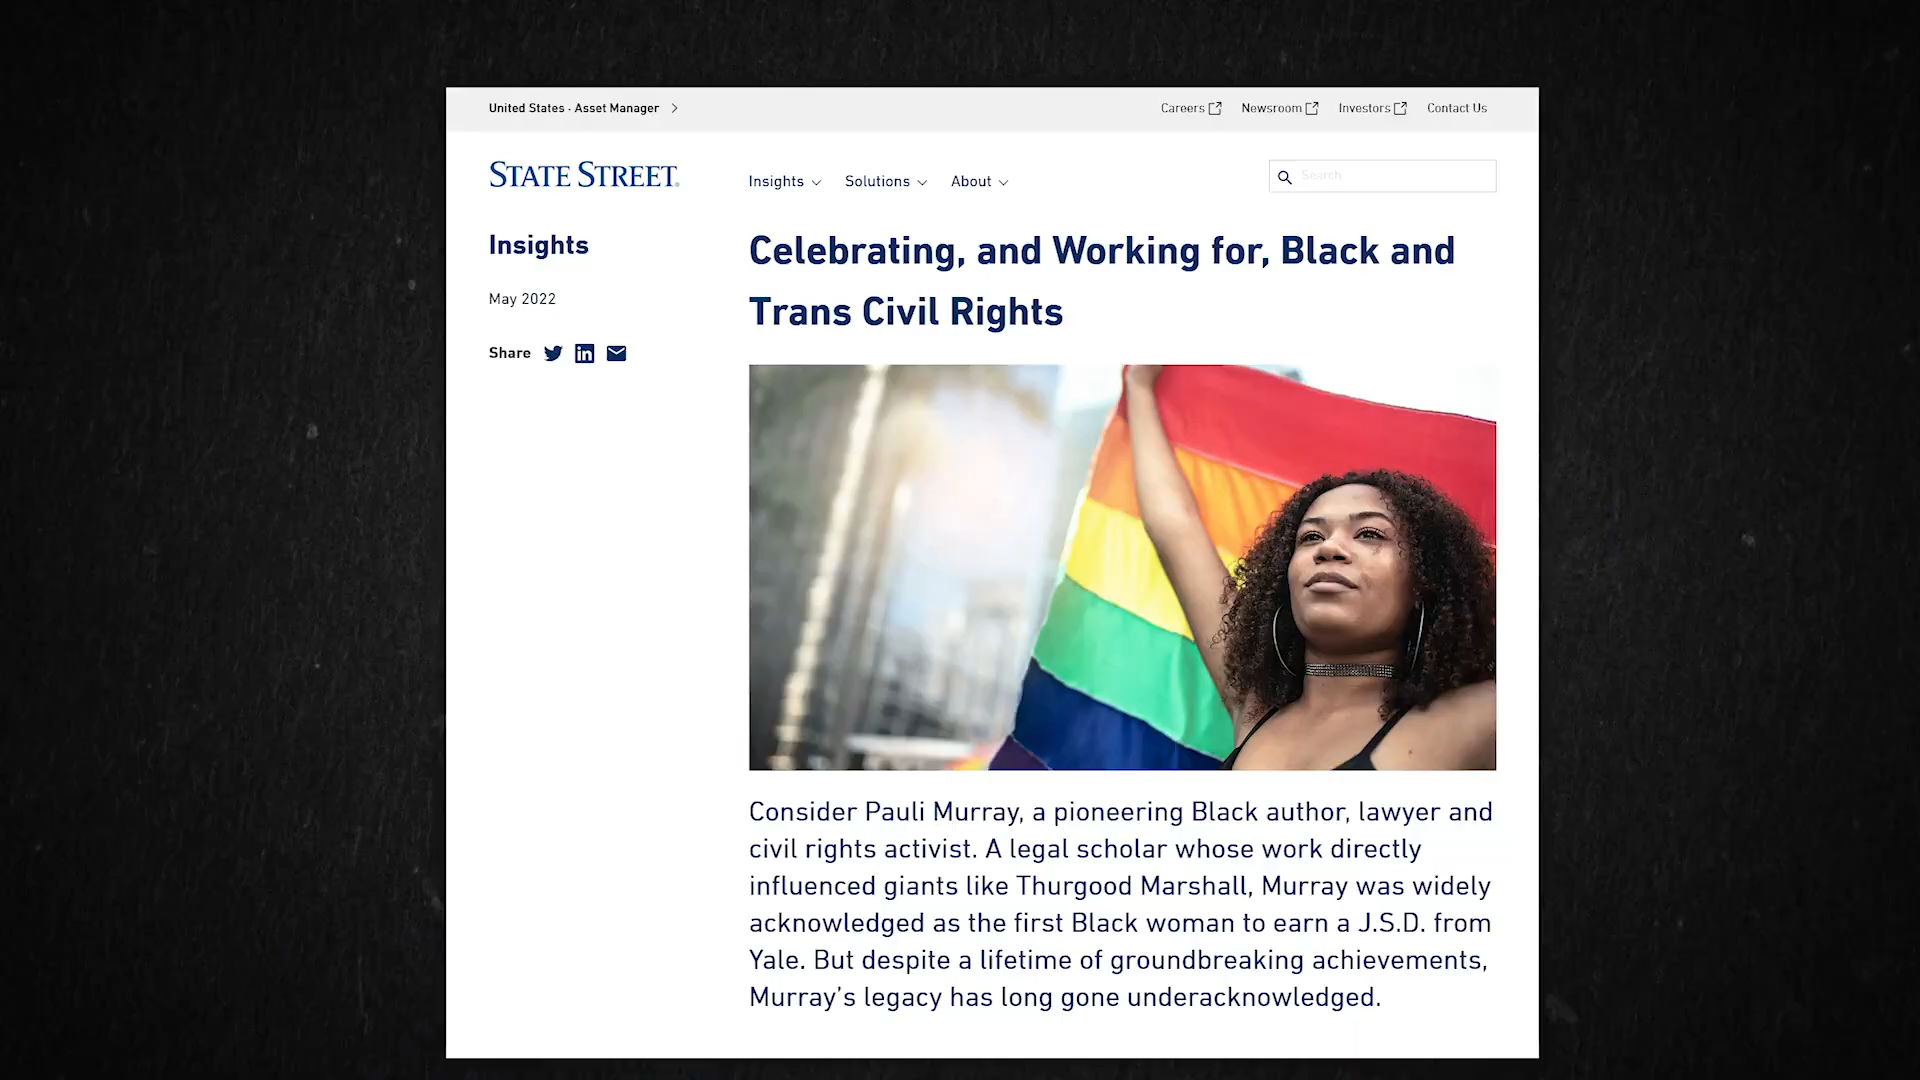 United States · Asset Manager
Careers Newsroom Investors Contact Us
STATE STREET.
Insights Solutions About
Search
Insights
May 2022
Share
Celebrating, and Working for, Black and
Trans Civil Rights
Consider Pauli Murray, a pioneering Black author, lawyer and
civil rights activist. A legal scholar whose work directly
influenced giants like Thurgood Marshall, Murray was widely
acknowledged as the first Black woman to earn a J.S.D. from
Yale. But despite a lifetime of groundbreaking achievements,
Murray’s legacy has long gone underacknowledged.